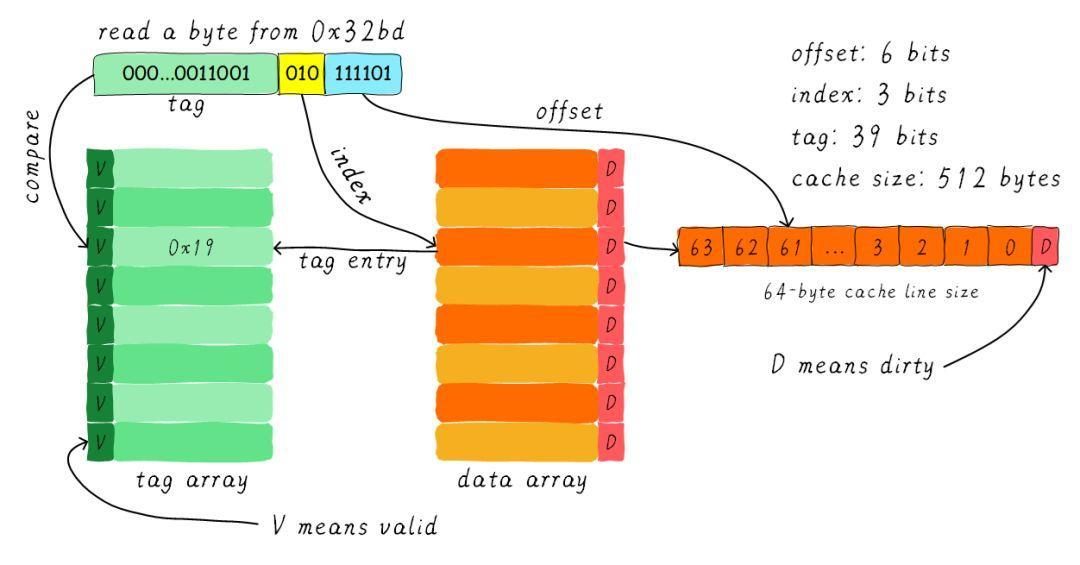 read a byte from 0x32bd
000...0011001 010 111101
tag
offset: 6 bits
index: 3 bits
tag: 39 bits
cache size: 512 bytes
compare
index
offset
V
V
V 0x19
V
V
V
V
V
tag entry
D
D
D
D
D
D
D
D
63 62 61 ... 3 2 1 0 D
64-byte cache line size
D means dirty
tag array
data array
V means valid